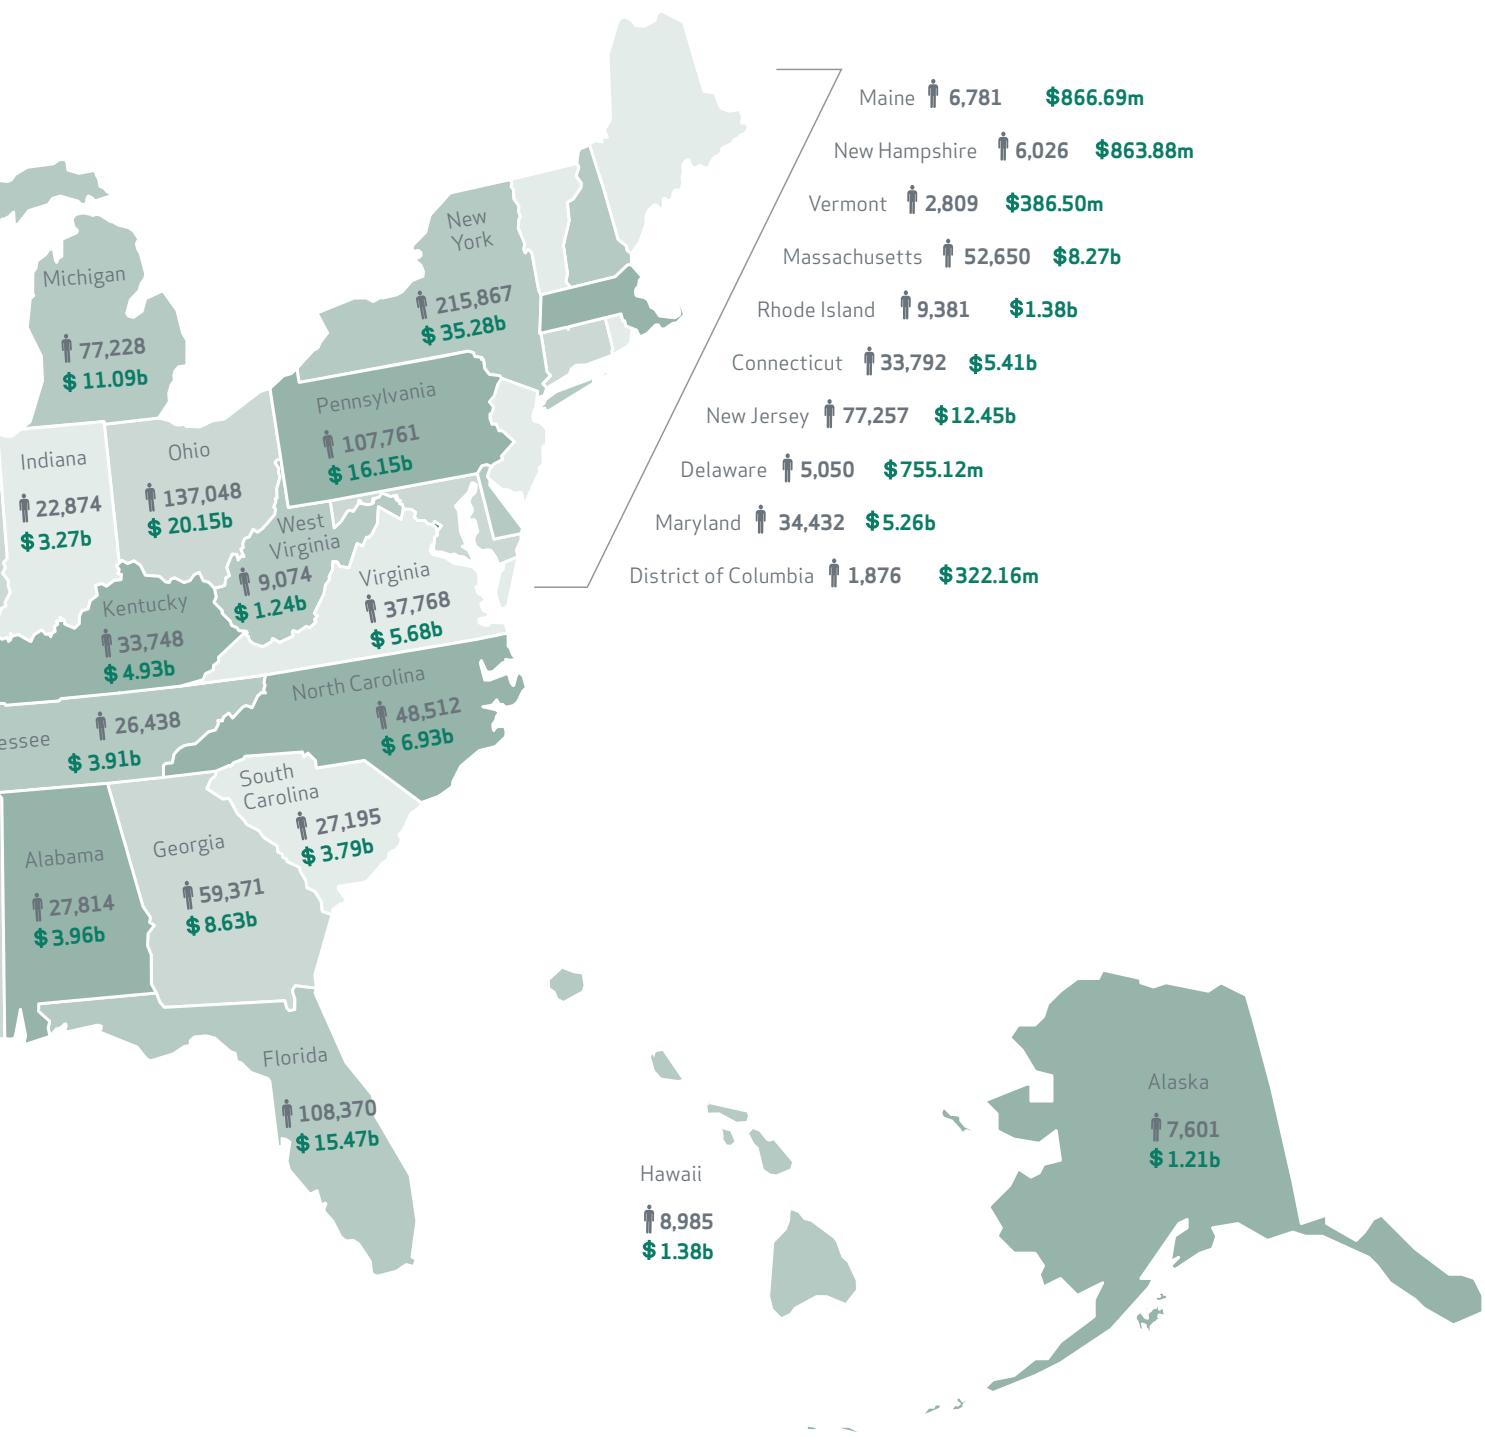 Maine 6,781 $866.69m
New Hampshire 6,026 $863.88m
Vermont 2,809 $386.50m
Massachusetts 52,650 $8.27b
Rhode Island 9,381 $1.38b
Connecticut 33,792 $5.41b
New Jersey 77,257 $12.45b
Delaware 5,050 $755.12m
Maryland 34,432 $5.26b
District of Columbia 1,876 $322.16m
New
York
215,867
$ 35.28b
Michigan
77,228
$ 11.09b
Pennsylvania
107,761
$ 16.15b
Indiana
22,874
$ 3.27b
Ohio
137,048
$ 20.15b
West
Virginia
9,074
$ 1.24b
Virginia
37,768
$ 5.68b
Kentucky
33,748
$ 4.93b
North Carolina
48,512
$ 6.93b
essee
26,438
$ 3.91b
South
Carolina
27,195
$ 3.79b
Georgia
59,371
$ 8.63b
Alabama
27,814
$ 3.96b
Florida
108,370
$ 15.47b
Hawaii
8,985
$ 1.38b
Alaska
7,601
$ 1.21b